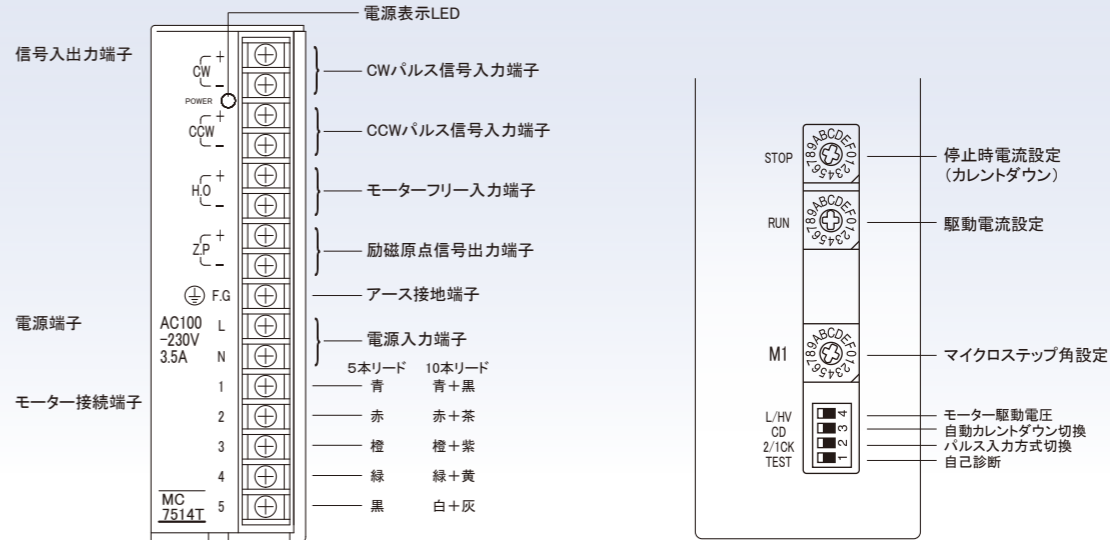 電源表示LED
信号入出力端子
CW
+
−
CWパルス信号入力端子
POWER
CCW
+
−
CCWパルス信号入力端子
H.O
+
−
モーターフリー入力端子
Z.P
+
−
励磁原点信号出力端子
F.G
アース接地端子
電源端子
AC100
-230V
3.5A
L
N
電源入力端子
5本リード 10本リード
モーター接続端子
1 青 青+黒
2 赤 赤+茶
3 橙 橙+紫
4 緑 緑+黄
5 黒 白+灰
MC
7514T
STOP
0123456789ABCDEF
停止時電流設定
（カレントダウン）
RUN
0123456789ABCDEF
駆動電流設定
M1
0123456789ABCDEF
マイクロステップ角設定
L/HV 4 モーター駆動電圧
CD 3 自動カレントダウン切換
2/1CK 2 パルス入力方式切換
TEST 1 自己診断